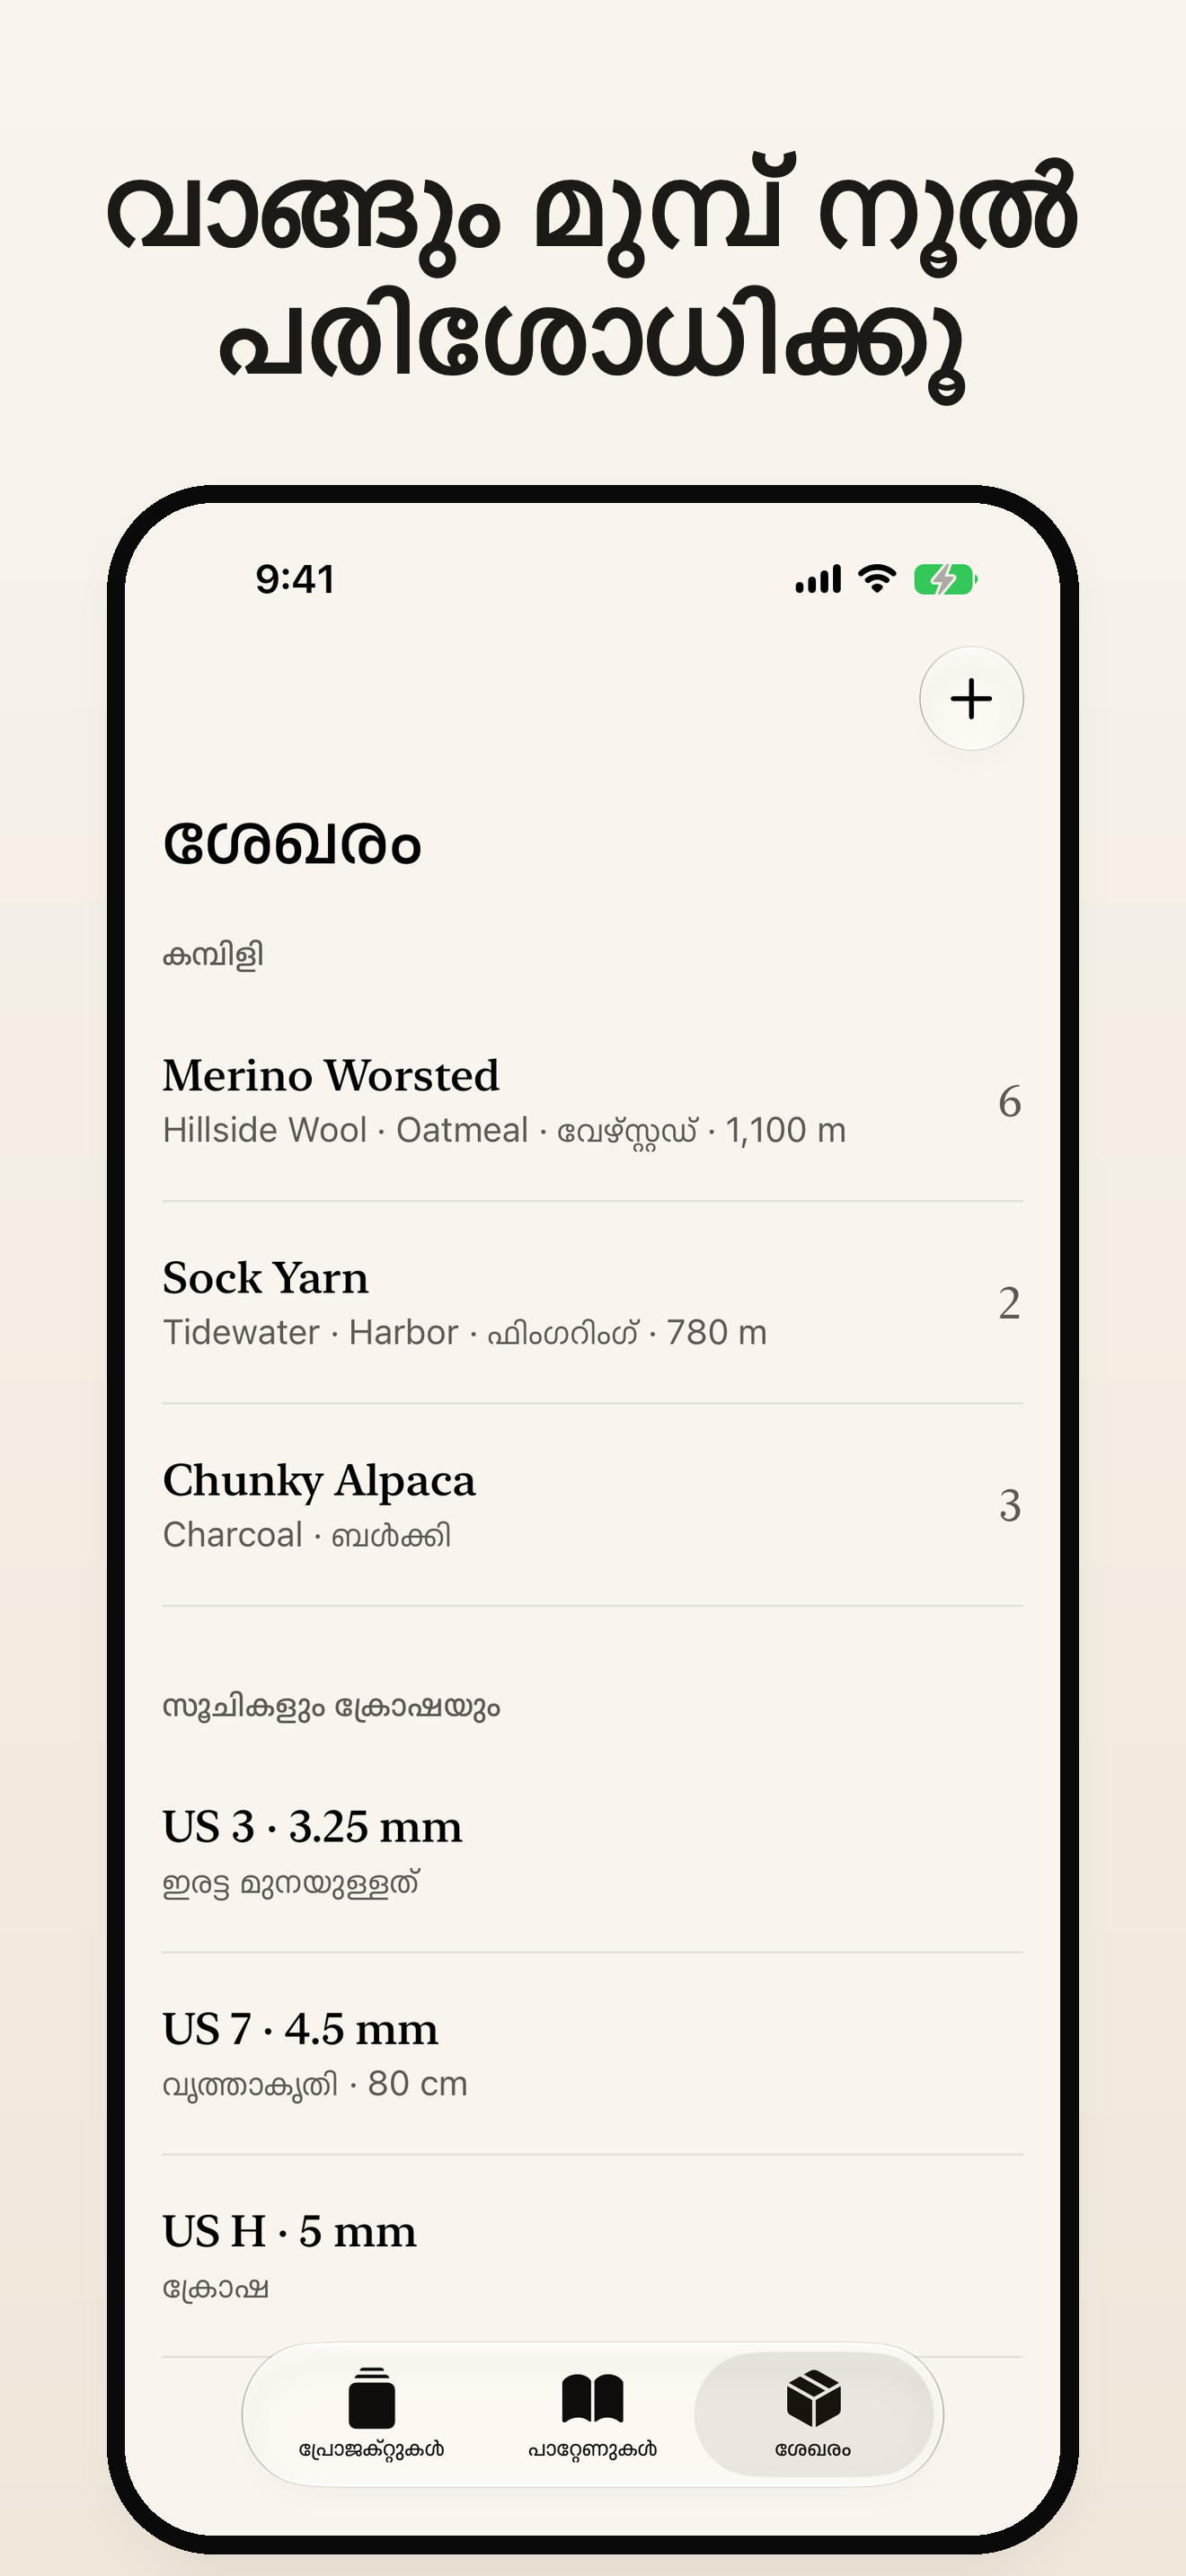 വാങ്ങും മുമ്പ് നൂൽ
പരിശോധിക്കൂ
9:41
ശേഖരം
കമ്പിളി
Merino Worsted
Hillside Wool · Oatmeal · വേഴ്സ്റ്റഡ് · 1,100 m
6
Sock Yarn
Tidewater · Harbor · ഫിംഗറിംഗ് · 780 m
2
Chunky Alpaca
Charcoal · ബൾക്കി
3
സൂചികളും ക്രോഷയും
US 3 · 3.25 mm
ഇരട്ട മുനയുള്ളത്
US 7 · 4.5 mm
വൃത്താകൃതി · 80 cm
US H · 5 mm
ക്രോഷ
പ്രോജക്റ്റുകൾ
പാറ്റേണുകൾ
ശേഖരം